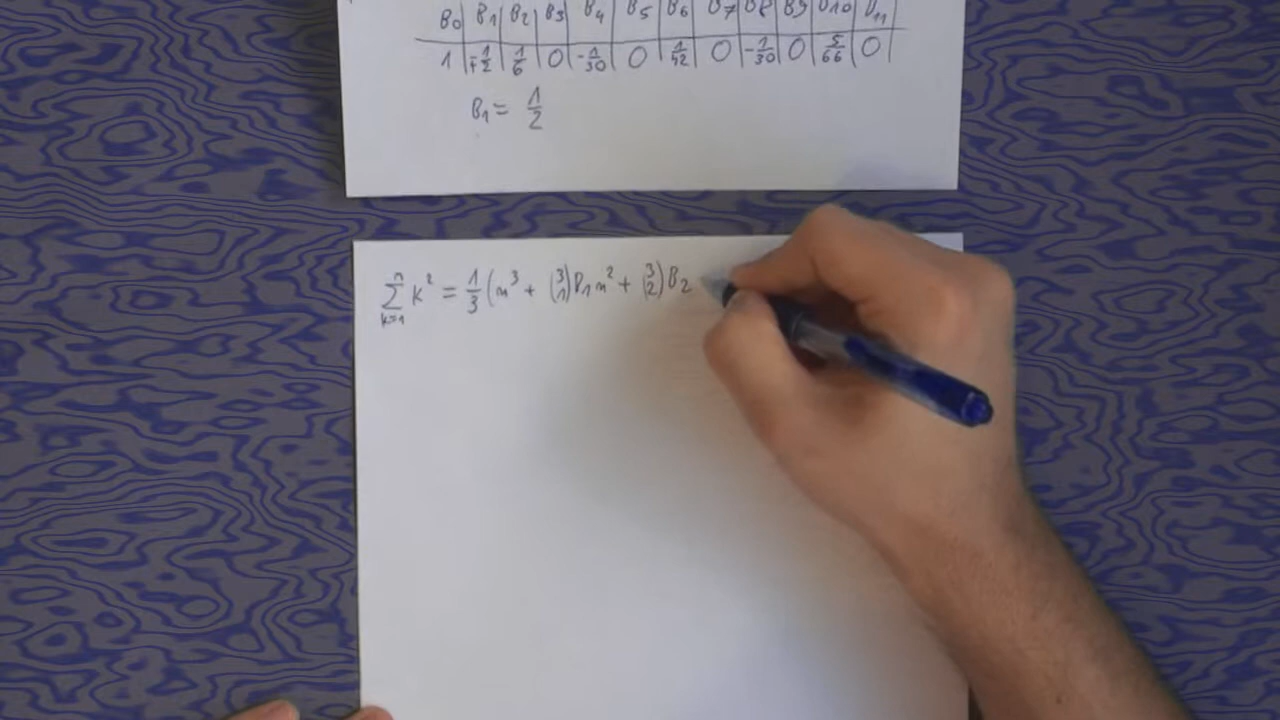 B₀ B₁ B₂ B₃ B₄ B₅ B₆ B₇ B₈ B₉ B₁₀ B₁₁
1 ∓1/2 1/6 0 -1/30 0 1/42 0 -1/30 0 5/66 0
B₁ = 1/2
∑_{k=1}^{n} k² = 1/3 (n³ + (3 1) B₁ n² + (3 2) B₂